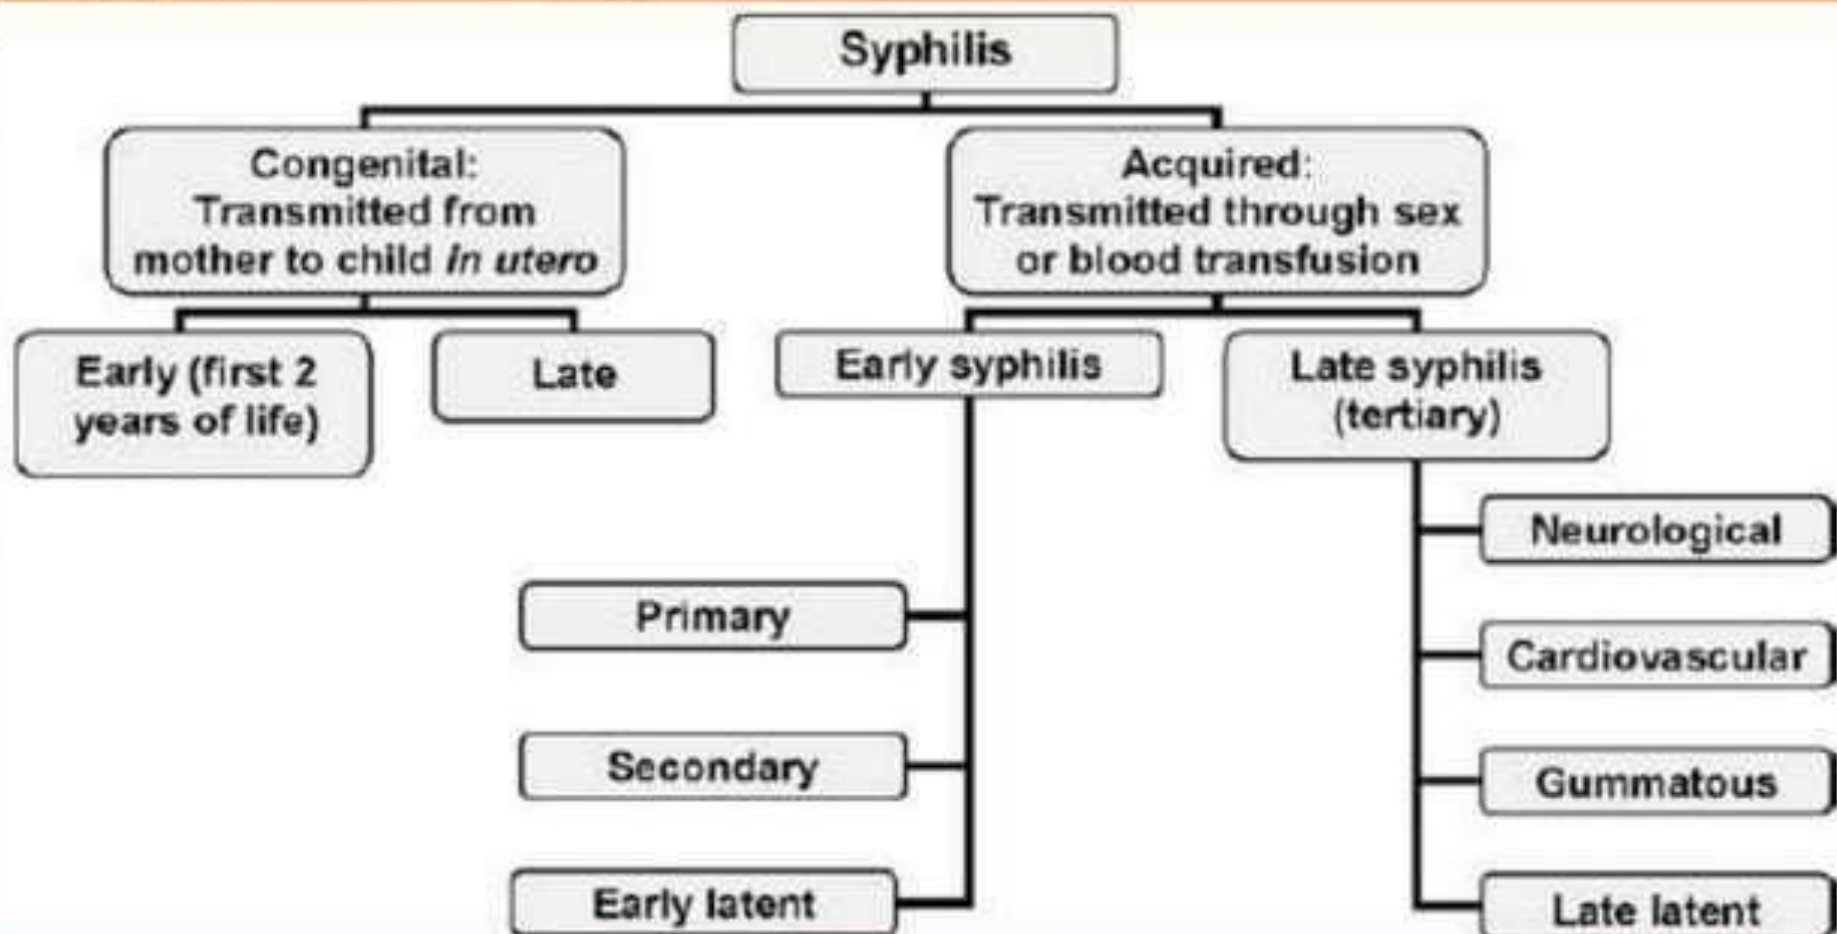 Syphilis
Congenital:
Transmitted from
mother to child in utero
Acquired:
Transmitted through sex
or blood transfusion
Early (first 2
years of life)
Late
Early syphilis
Late syphilis
(tertiary)
Primary
Secondary
Early latent
Neurological
Cardiovascular
Gummatous
Late latent